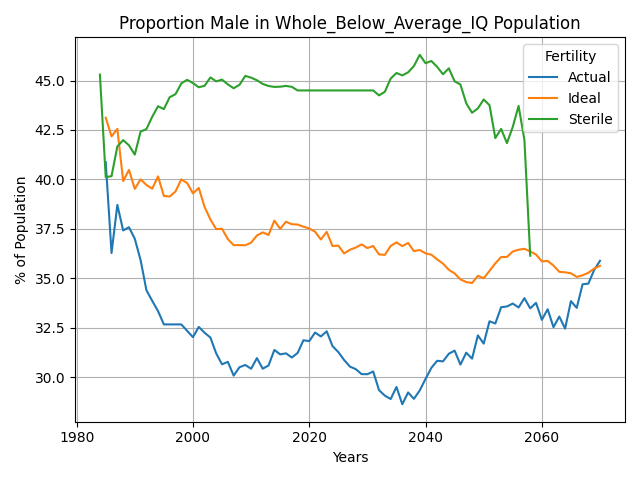 Proportion Male in Whole_Below_Average_IQ Population
Fertility
Actual
Ideal
Sterile
% of Population
45.0
42.5
40.0
37.5
35.0
32.5
30.0
1980
2000
2020
2040
2060
Years